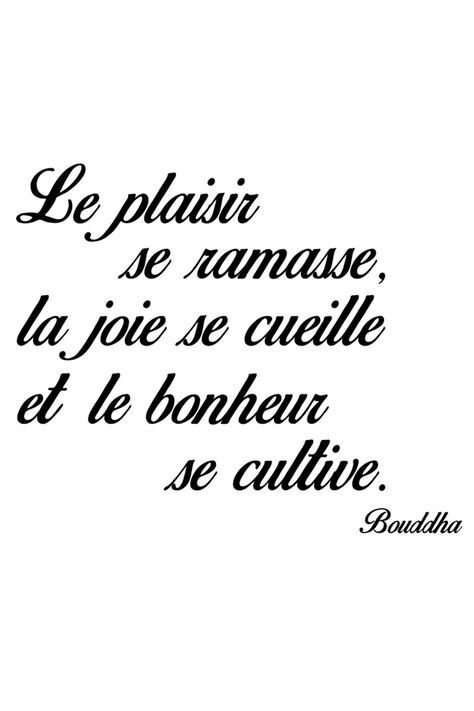 Le plaisir
se ramasse,
la joie se cueille
et le bonheur
se cultive.
Bouddha